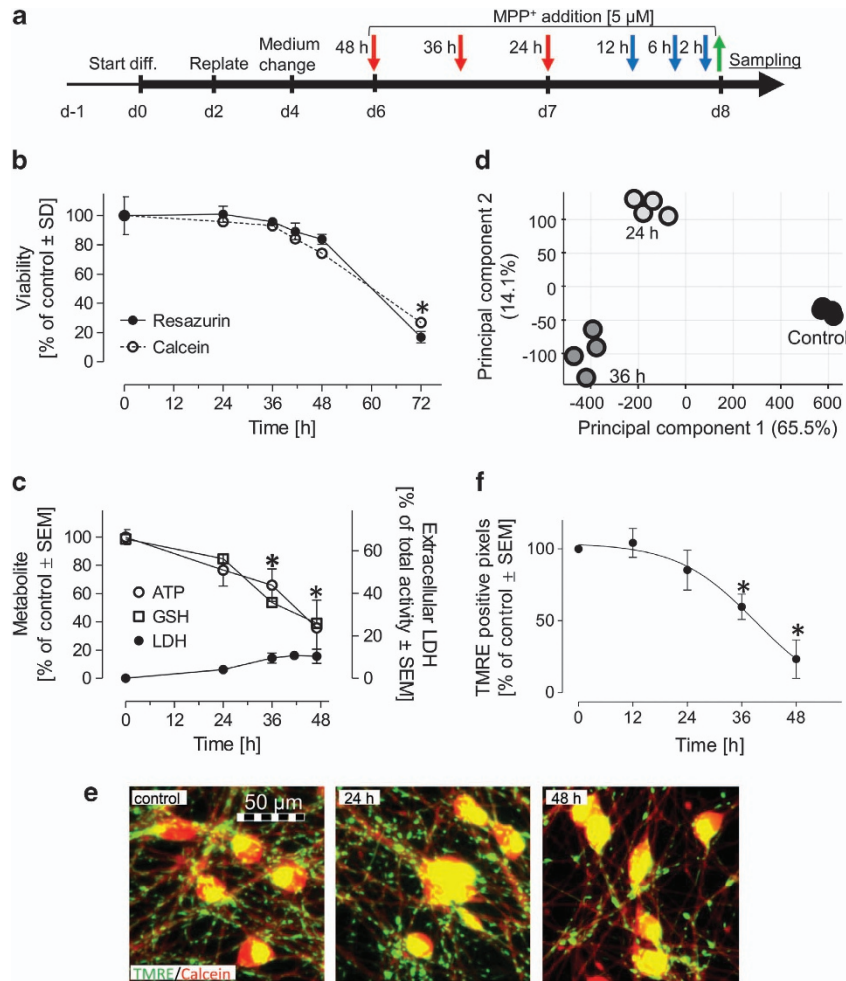 a
MPP⁺ addition [5 µM]
48 h 36 h 24 h 12 h 6 h 2 h
Start diff. Replate Medium change Sampling
d-1 d0 d2 d4 d6 d7 d8
b
Viability
[% of control ± SD]
100
80
60
40
20
0
*
Resazurin
Calcein
0 12 24 36 48 60 72
Time [h]
d
Principal component 2
(14.1%)
100
50
0
-50
-100
24 h
Control
36 h
-400 -200 0 200 400 600
Principal component 1 (65.5%)
c
Metabolite
[% of control ± SEM]
100
80
60
40
20
0
* *
ATP
GSH
LDH
Extracellular LDH
[% of total activity ± SEM]
60
40
20
0
0 12 24 36 48
Time [h]
f
TMRE positive pixels
[% of control ± SEM]
100
50
0
* *
0 12 24 36 48
Time [h]
e
control 24 h 48 h
50 µm
TMRE/Calcein